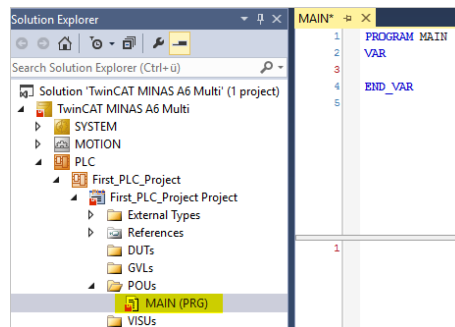 Solution Explorer
Search Solution Explorer (Ctrl+ü)
Solution 'TwinCAT MINAS A6 Multi' (1 project)
TwinCAT MINAS A6 Multi
SYSTEM
MOTION
PLC
First_PLC_Project
First_PLC_Project Project
External Types
References
DUTs
GVLs
POUs
MAIN (PRG)
VISUs
MAIN*
1 PROGRAM MAIN
2 VAR
3
4 END_VAR
5
1